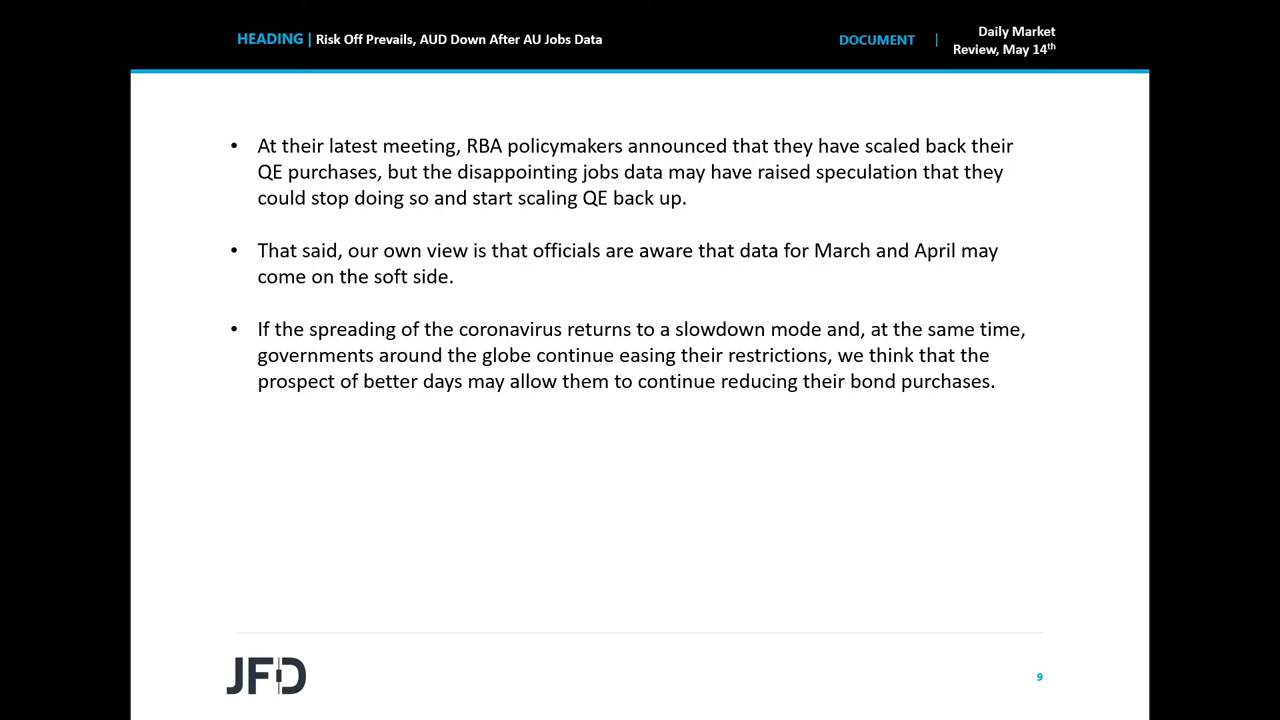 HEADING | Risk Off Prevails, AUD Down After AU Jobs Data
DOCUMENT |
Daily Market
Review, May 14th
• At their latest meeting, RBA policymakers announced that they have scaled back their
QE purchases, but the disappointing jobs data may have raised speculation that they
could stop doing so and start scaling QE back up.
• That said, our own view is that officials are aware that data for March and April may
come on the soft side.
• If the spreading of the coronavirus returns to a slowdown mode and, at the same time,
governments around the globe continue easing their restrictions, we think that the
prospect of better days may allow them to continue reducing their bond purchases.
JFD
9